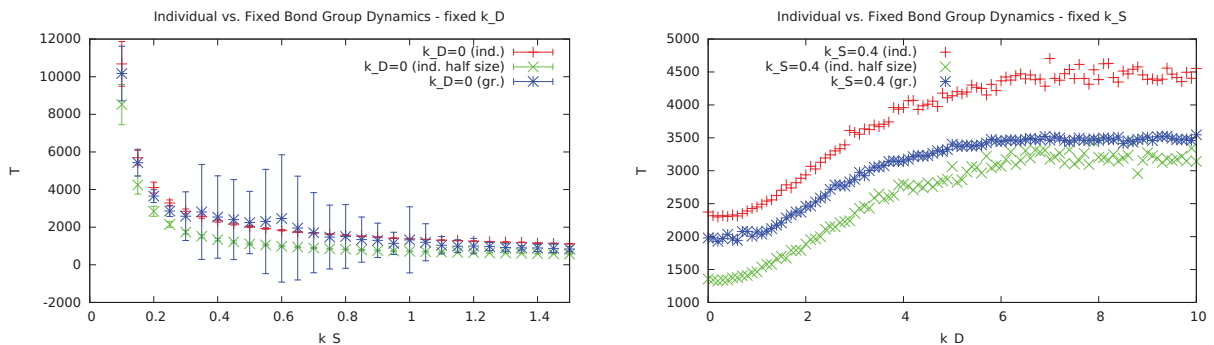 Individual vs. Fixed Bond Group Dynamics - fixed k_D
12000
10000
8000
6000
4000
2000
0
-2000
T
k_D=0 (ind.)
k_D=0 (ind. half size)
k_D=0 (gr.)
0 0.2 0.4 0.6 0.8 1 1.2 1.4
k_S
Individual vs. Fixed Bond Group Dynamics - fixed k_S
5000
4500
4000
3500
3000
2500
2000
1500
1000
T
k_S=0.4 (ind.)
k_S=0.4 (ind. half size)
k_S=0.4 (gr.)
0 2 4 6 8 10
k_D